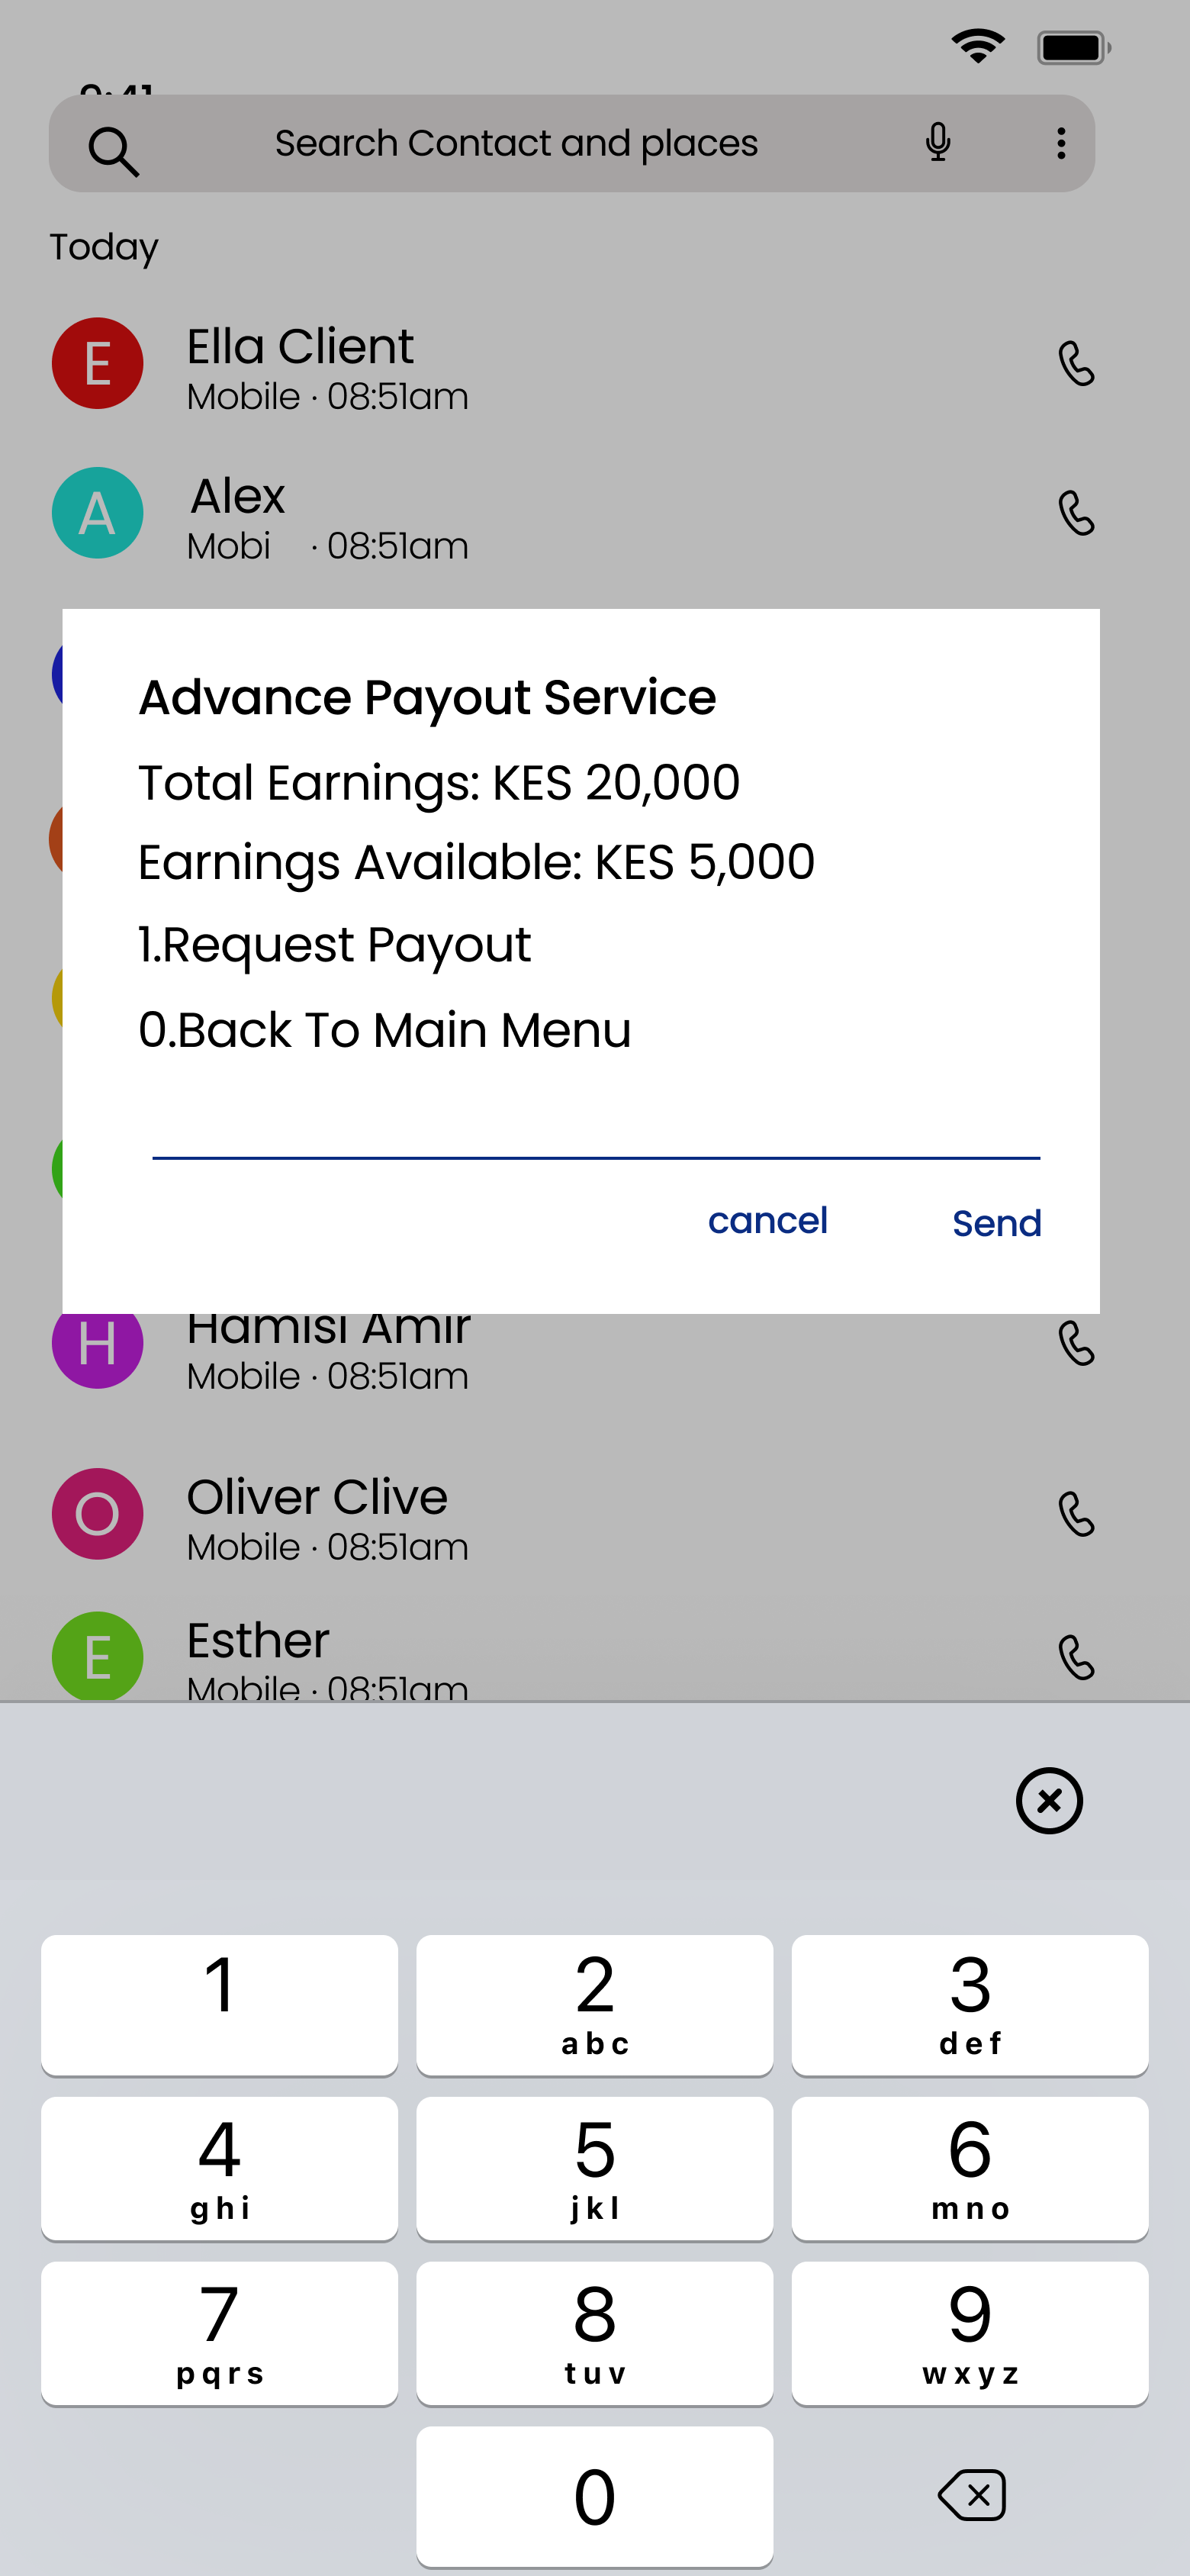 Search Contact and places
Today
E
Ella Client
Mobile · 08:51am
A
Alex
Mobi · 08:51am
Advance Payout Service
Total Earnings: KES 20,000
Earnings Available: KES 5,000
1.Request Payout
0.Back To Main Menu
cancel
Send
H
Hamisi Amir
Mobile · 08:51am
O
Oliver Clive
Mobile · 08:51am
E
Esther
Mobile · 08:51am
1
2
abc
3
def
4
ghi
5
jkl
6
mno
7
pqrs
8
tuv
9
wxyz
0